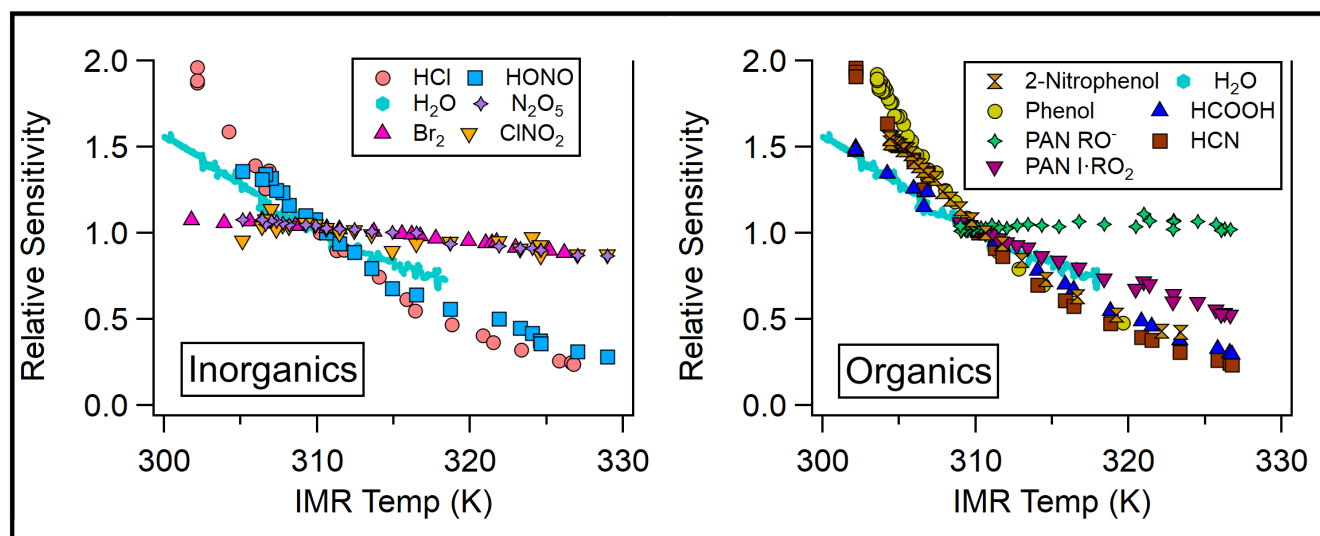 2.0
1.5
1.0
0.5
0.0
Relative Sensitivity
HCl HONO
H₂O N₂O₅
Br₂ ClNO₂
Inorganics
300 310 320 330
IMR Temp (K)
2.0
1.5
1.0
0.5
0.0
Relative Sensitivity
2-Nitrophenol H₂O
Phenol HCOOH
PAN RO⁻ HCN
PAN I·RO₂
Organics
300 310 320 330
IMR Temp (K)